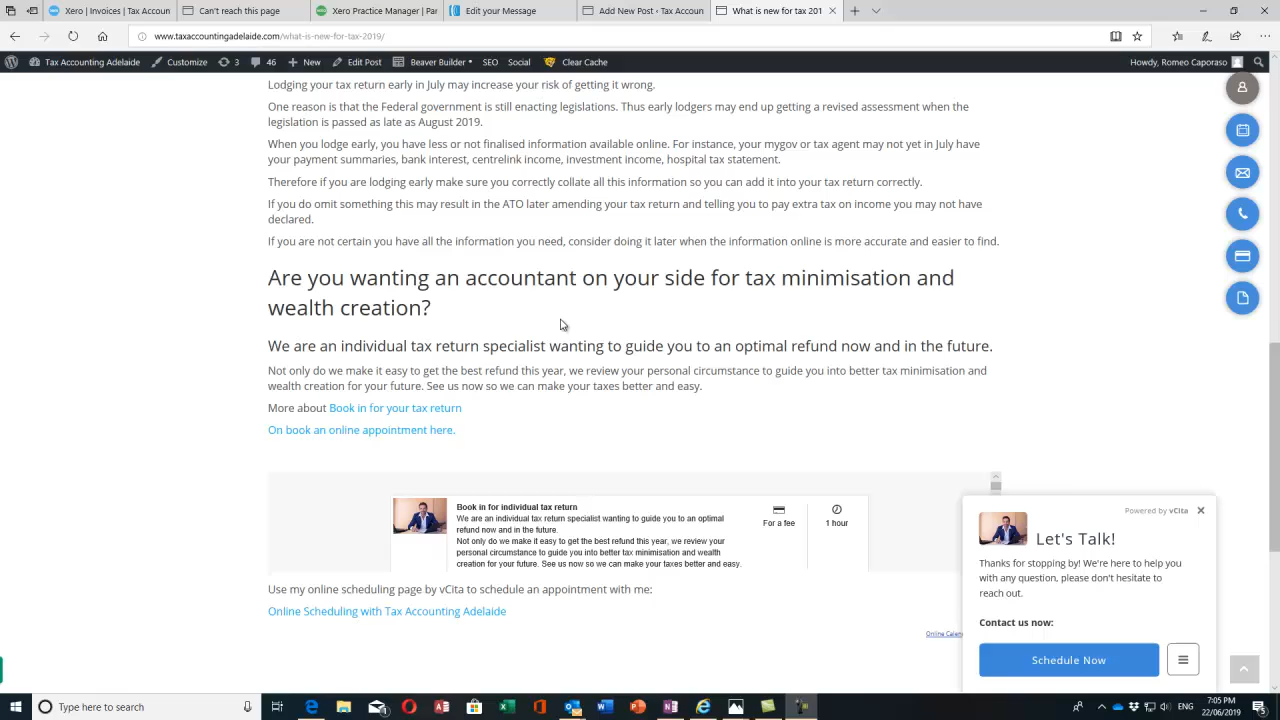 Xero | Invoices | Tax
Can't reset password
Xero Practice Manager | Par
Edit your Message
Add New Post ‹ Tax Accoun
What is new for tax 201
www.taxaccountingadelaide.com/what-is-new-for-tax-2019/
Tax Accounting Adelaide
Customize
3
46
New
Edit Post
Beaver Builder
SEO
Social
Clear Cache
Howdy, Romeo Caporaso
Lodging your tax return early in July may increase your risk of getting it wrong.
One reason is that the Federal government is still enacting legislations. Thus early lodgers may end up getting a revised assessment when the
legislation is passed as late as August 2019.
When you lodge early, you have less or not finalised information available online. For instance, your mygov or tax agent may not yet in July have
your payment summaries, bank interest, centrelink income, investment income, hospital tax statement.
Therefore if you are lodging early make sure you correctly collate all this information so you can add it into your tax return correctly.
If you do omit something this may result in the ATO later amending your tax return and telling you to pay extra tax on income you may not have
declared.
If you are not certain you have all the information you need, consider doing it later when the information online is more accurate and easier to find.
Are you wanting an accountant on your side for tax minimisation and
wealth creation?
We are an individual tax return specialist wanting to guide you to an optimal refund now and in the future.
Not only do we make it easy to get the best refund this year, we review your personal circumstance to guide you into better tax minimisation and
wealth creation for your future. See us now so we can make your taxes better and easy.
More about Book in for your tax return
On book an online appointment here.
Book in for individual tax return
We are an individual tax return specialist wanting to guide you to an optimal
refund now and in the future.
Not only do we make it easy to get the best refund this year, we review your
personal circumstance to guide you into better tax minimisation and wealth
creation for your future. See us now so we can make your taxes better and easy.
For a fee
1 hour
Use my online scheduling page by vCita to schedule an appointment with me:
Online Scheduling with Tax Accounting Adelaide
Online Calen
Powered by vCita
Let's Talk!
Thanks for stopping by! We're here to help you
with any question, please don't hesitate to
reach out.
Contact us now:
Schedule Now
Type here to search
7:05 PM
22/06/2019